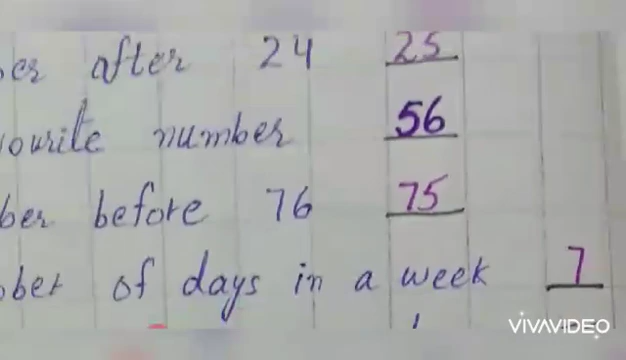 after 24 25
number 56
before 76 75
of days in a week 7
VIVAVIDEO